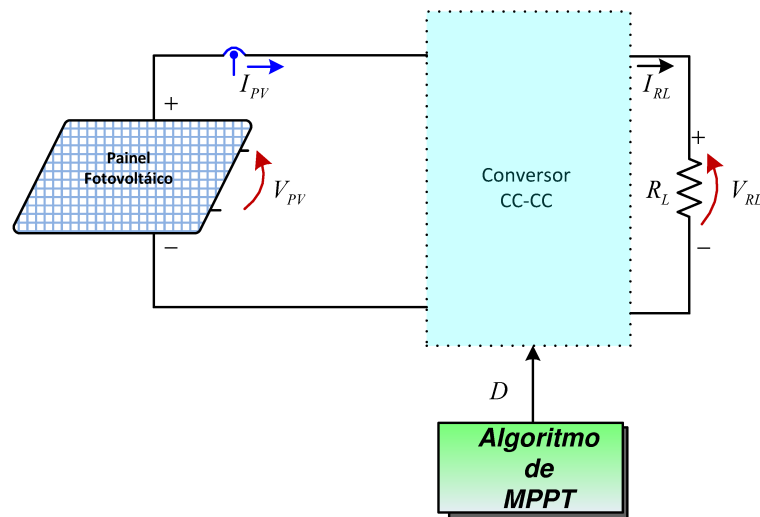 I_PV
+
Painel
Fotovoltáico
V_PV
−
Conversor
CC-CC
I_RL
+
R_L
V_RL
−
D
Algoritmo
de
MPPT